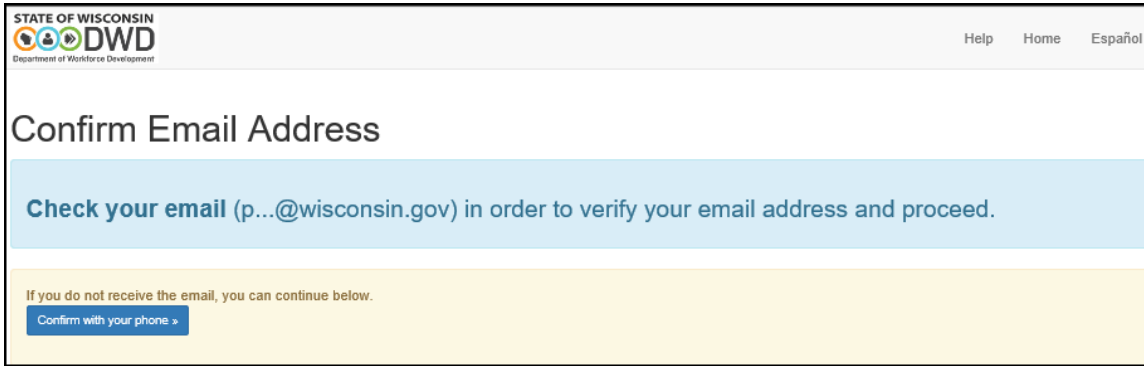 STATE OF WISCONSIN
DWD
Department of Workforce Development
Help Home Español
Confirm Email Address
Check your email (p...@wisconsin.gov) in order to verify your email address and proceed.
If you do not receive the email, you can continue below.
Confirm with your phone »